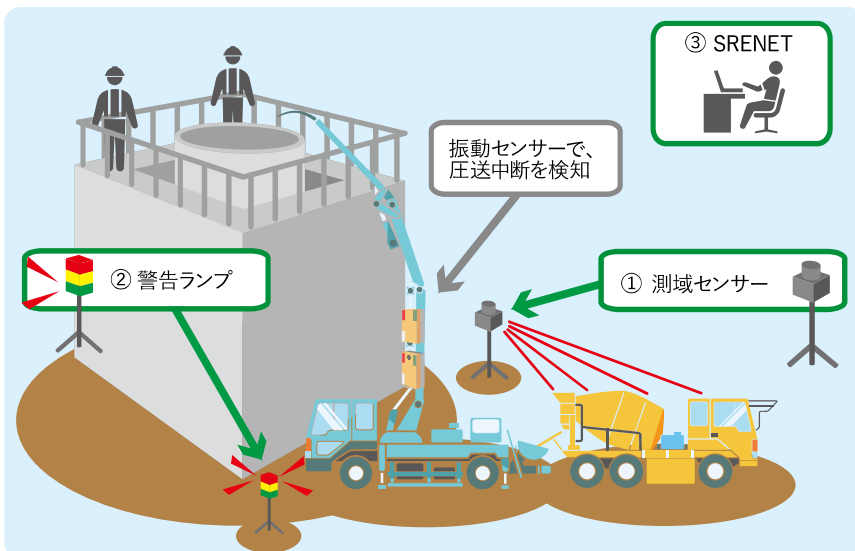 ③ SRENET
振動センサーで、
圧送中断を検知
② 警告ランプ
① 測域センサー